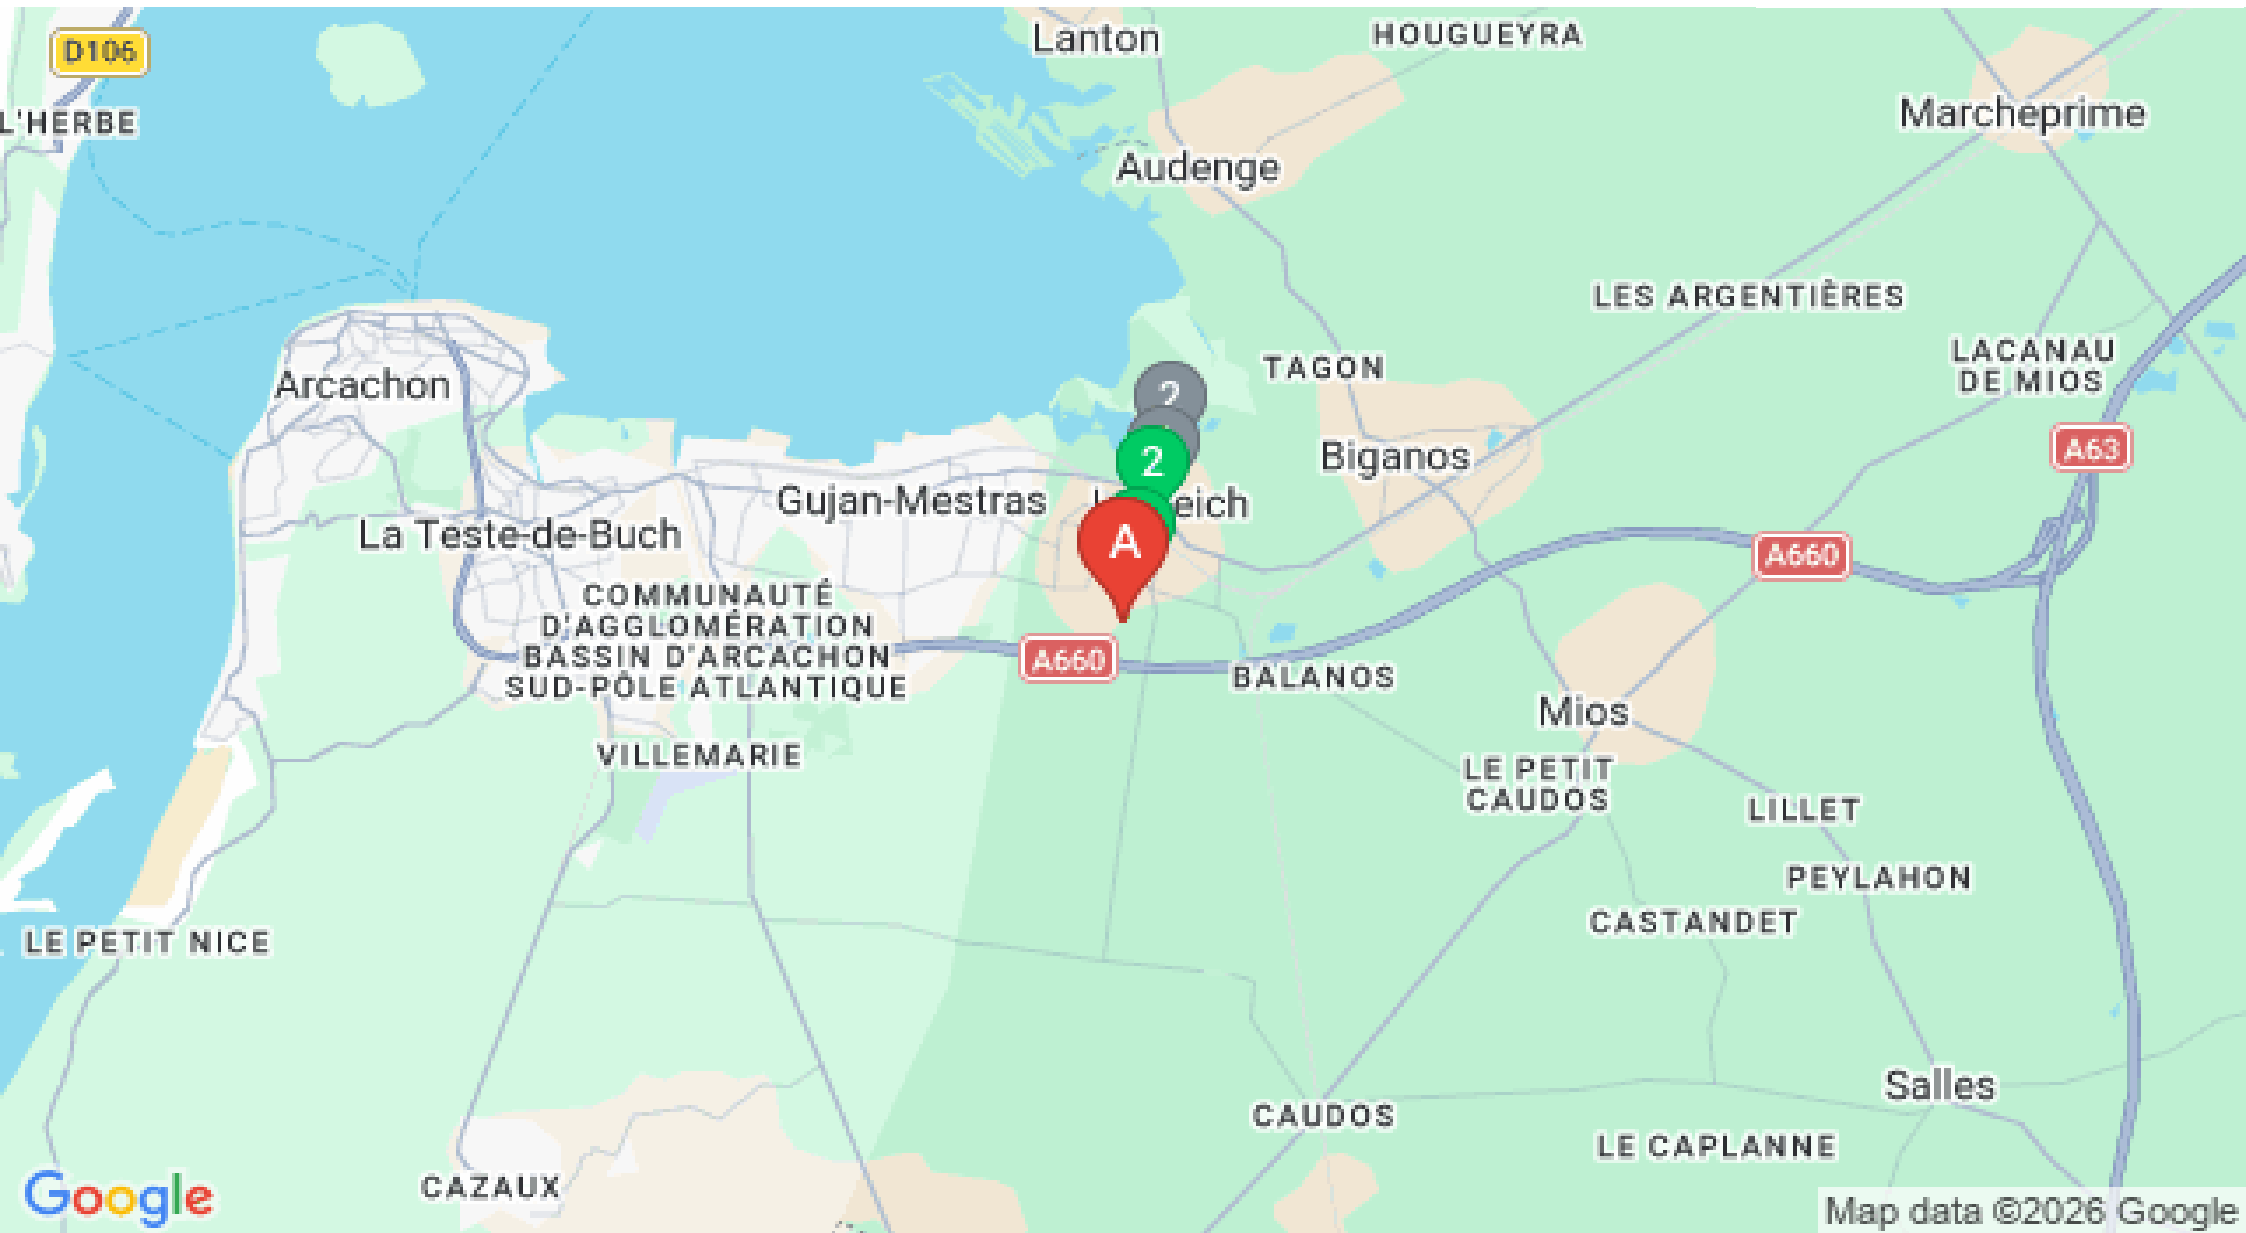 D106
Lanton
HOUGUEYRA
Marcheprime
L'HERBE
Audenge
LES ARGENTIÈRES
LACANAU
DE MIOS
TAGON
Arcachon
2
2
A63
Biganos
Gujan-Mestras
eich
La Teste-de-Buch
A
A660
COMMUNAUTÉ
D'AGGLOMÉRATION
BASSIN D'ARCACHON
SUD-PÔLE ATLANTIQUE
A660
BALANOS
Mios
VILLEMARIE
LE PETIT
CAUDOS
LILLET
PEYLAHON
CASTANDET
LE PETIT NICE
Salles
CAUDOS
LE CAPLANNE
CAZAUX
Google
Map data ©2026 Google